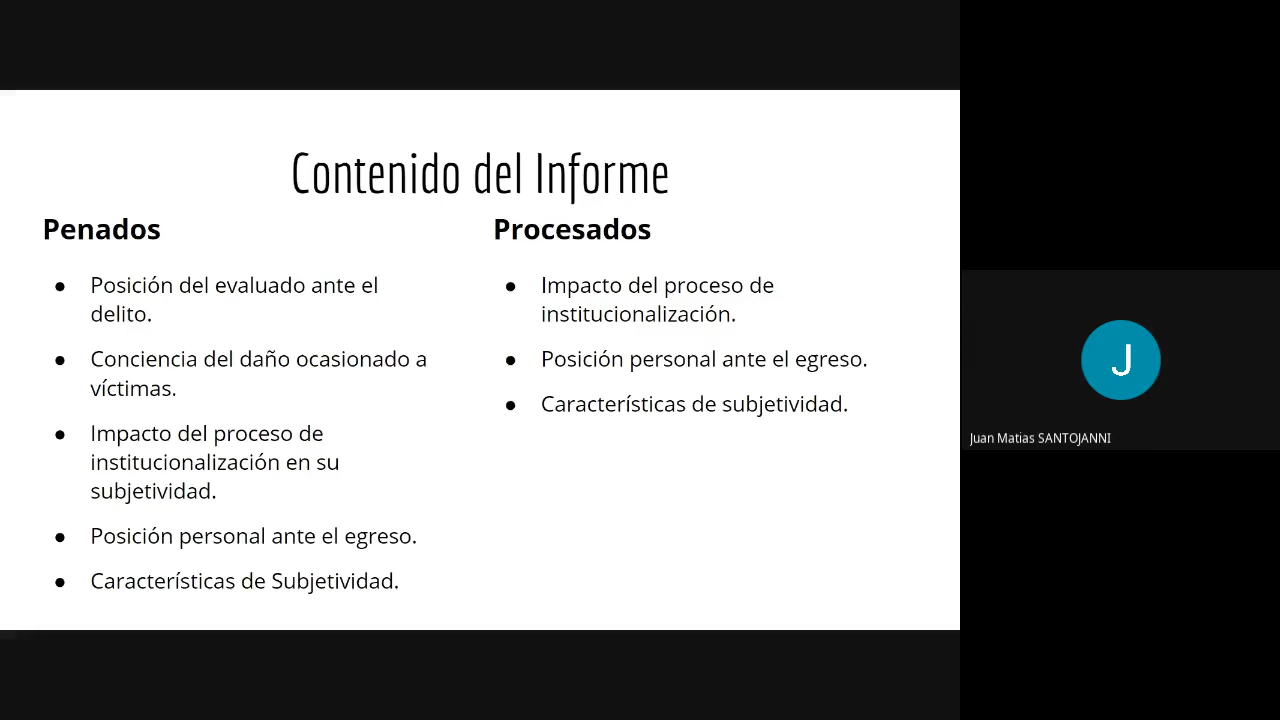 Contenido del Informe
Penados
● Posición del evaluado ante el
delito.
● Conciencia del daño ocasionado a
víctimas.
● Impacto del proceso de
institucionalización en su
subjetividad.
● Posición personal ante el egreso.
● Características de Subjetividad.
Procesados
● Impacto del proceso de
institucionalización.
● Posición personal ante el egreso.
● Características de subjetividad.
J
Juan Matias SANTOJANNI